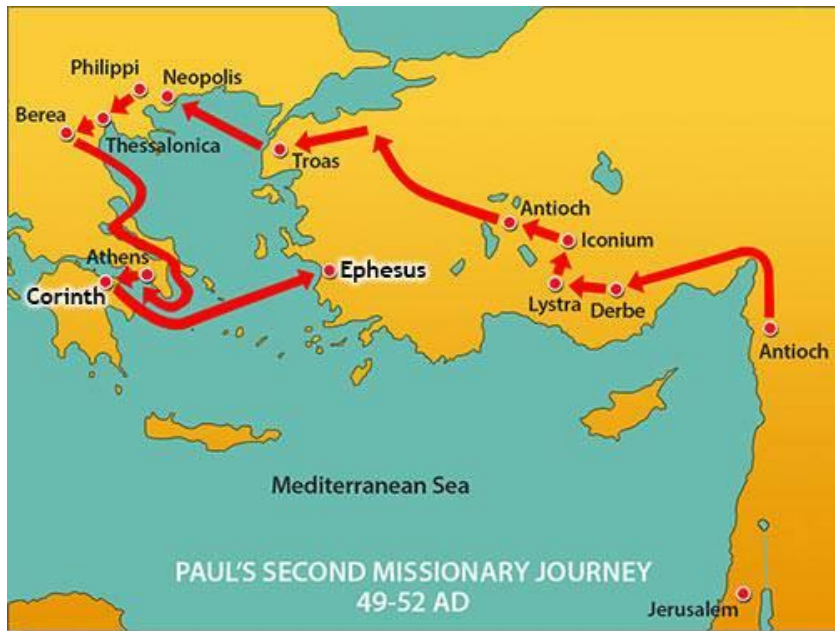 Philippi
Neopolis
Berea
Thessalonica
Troas
Antioch
Iconium
Athens
Ephesus
Corinth
Lystra
Derbe
Antioch
Mediterranean Sea
PAUL'S SECOND MISSIONARY JOURNEY
49-52 AD
Jerusalem